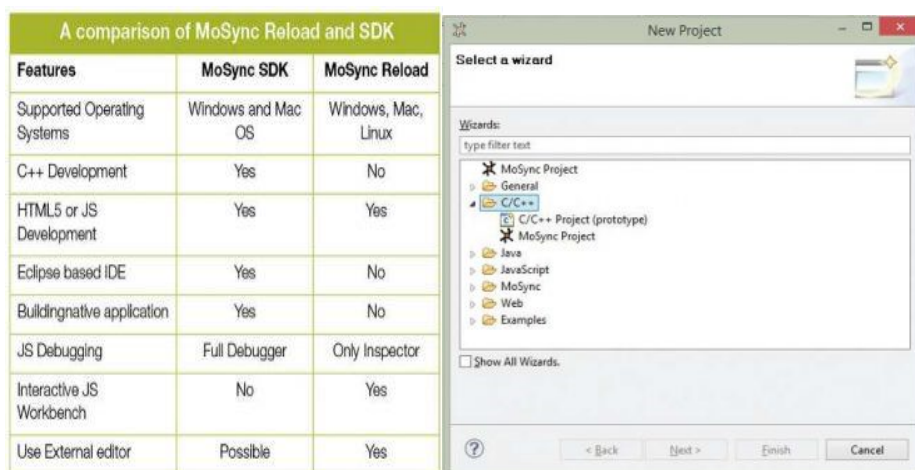 A comparison of MoSync Reload and SDK
Features MoSync SDK MoSync Reload
Supported Operating Systems Windows and Mac OS Windows, Mac, Linux
C++ Development Yes No
HTML5 or JS Development Yes Yes
Eclipse based IDE Yes No
Buildingnative application Yes No
JS Debugging Full Debugger Only Inspector
Interactive JS Workbench No Yes
Use External editor Possible Yes
New Project
Select a wizard
Wizards:
type filter text
MoSync Project
General
C/C++
C/C++ Project (prototype)
MoSync Project
Java
JavaScript
MoSync
Web
Examples
Show All Wizards.
? < Back Next > Finish Cancel